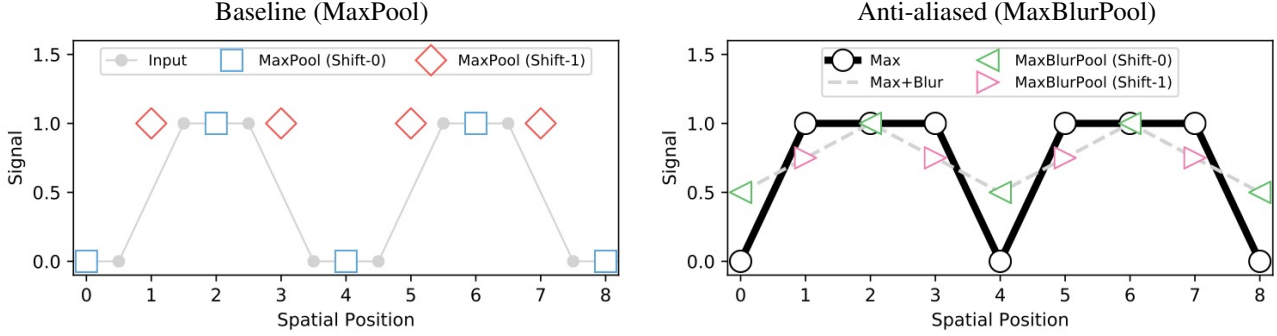 Baseline (MaxPool)
Input MaxPool (Shift-0) MaxPool (Shift-1)
1.5
1.0
0.5
0.0
Signal
0 1 2 3 4 5 6 7 8
Spatial Position
Anti-aliased (MaxBlurPool)
Max MaxBlurPool (Shift-0)
Max+Blur MaxBlurPool (Shift-1)
1.5
1.0
0.5
0.0
Signal
0 1 2 3 4 5 6 7 8
Spatial Position